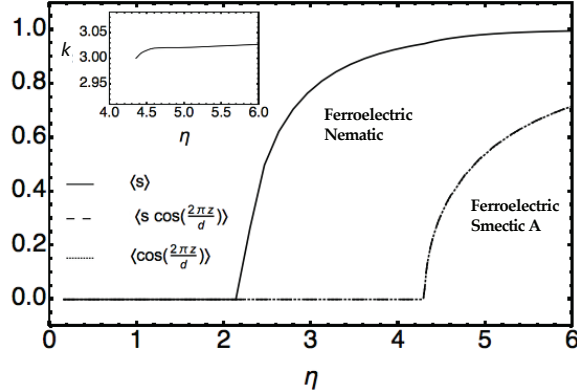 1.0
0.8
0.6
0.4
0.2
0.0
k
3.05
3.00
2.95
4.0 4.5 5.0 5.5 6.0
η
Ferroelectric
Nematic
⟨s⟩
⟨s cos(2πz/d)⟩
⟨cos(2πz/d)⟩
Ferroelectric
Smectic A
0 1 2 3 4 5 6
η